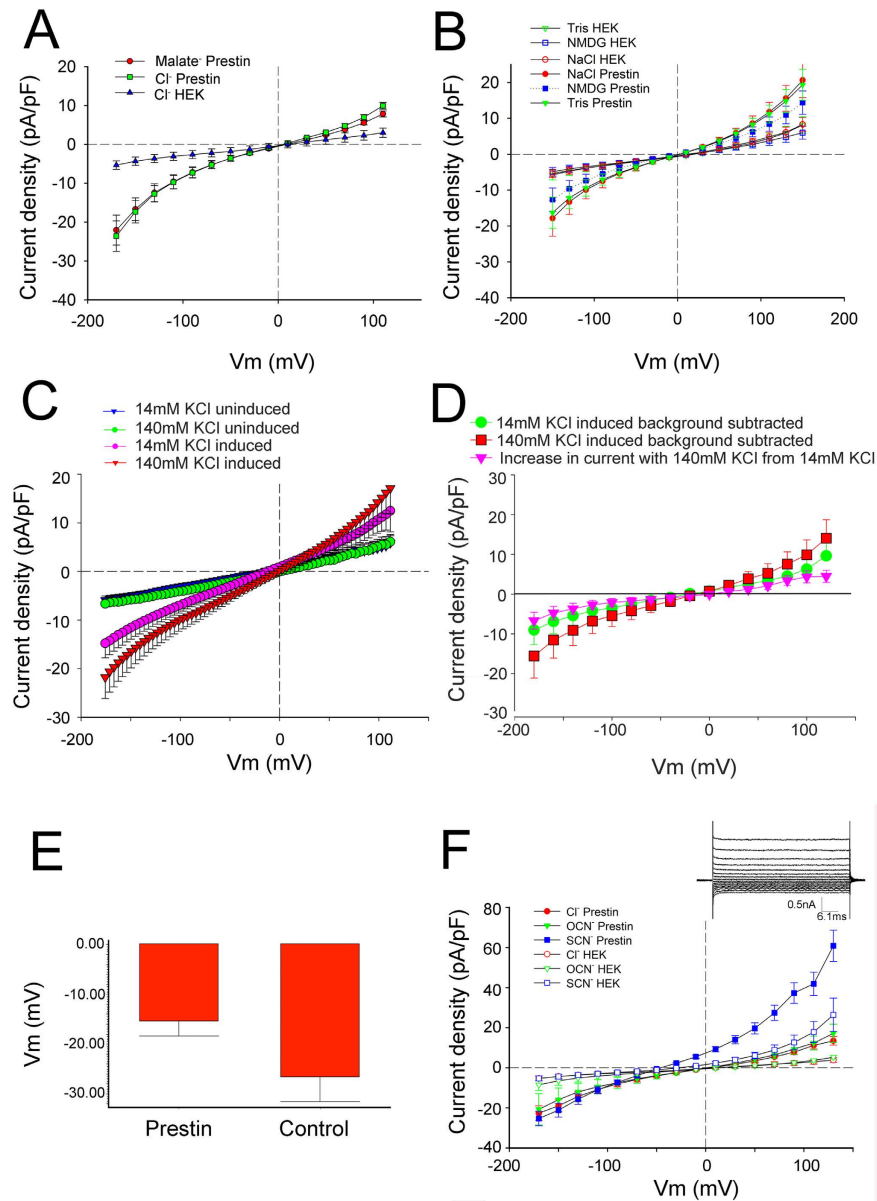 A
Malate- Prestin
Cl- Prestin
Cl- HEK
Current density (pA/pF)
20
10
0
-10
-20
-30
-40
-200
-100
0
100
Vm (mV)
B
Tris HEK
NMDG HEK
NaCl HEK
NaCl Prestin
NMDG Prestin
Tris Prestin
Current density (pA/pF)
20
10
0
-10
-20
-30
-40
-200
-100
0
100
200
Vm (mV)
C
14mM KCl uninduced
140mM KCl uninduced
14mM KCl induced
140mM KCl induced
Current density (pA/pF)
20
10
0
-10
-20
-30
-200
-100
0
100
Vm (mV)
D
14mM KCl induced background subtracted
140mM KCl induced background subtracted
Increase in current with 140mM KCl from 14mM KCl
Current density (pA/pF)
30
20
10
0
-10
-20
-30
-200
-100
0
100
Vm (mV)
E
Vm (mV)
0.00
-10.00
-20.00
-30.00
Prestin
Control
F
0.5nA
6.1ms
Cl- Prestin
OCN- Prestin
SCN- Prestin
Cl- HEK
OCN- HEK
SCN- HEK
Current density (pA/pF)
80
60
40
20
0
-20
-40
-200
-100
0
100
Vm (mV)